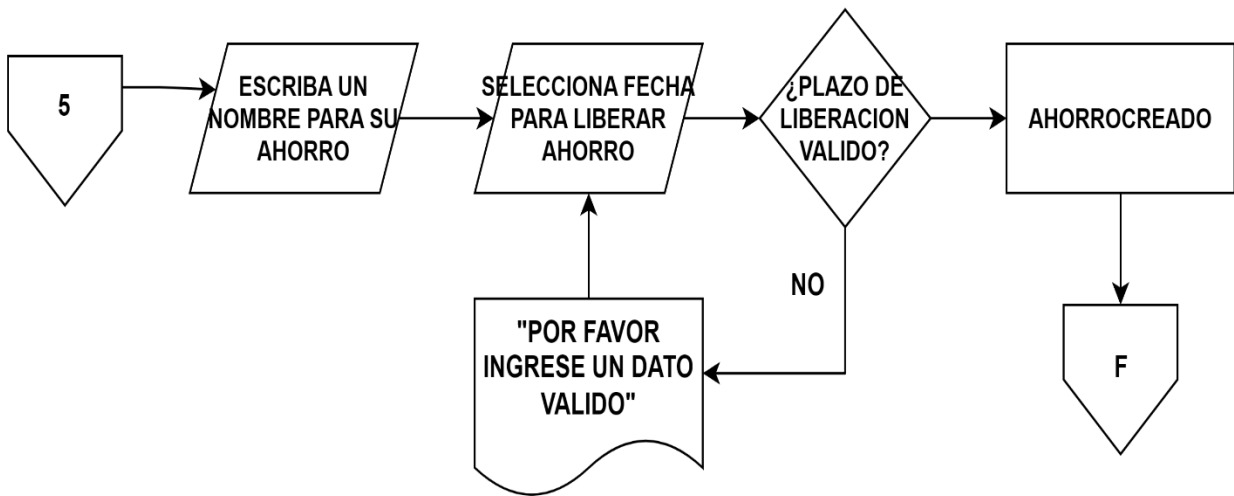 5
ESCRIBA UN
NOMBRE PARA SU
AHORRO
SELECCIONA FECHA
PARA LIBERAR
AHORRO
¿PLAZO DE
LIBERACION
VALIDO?
AHORROCREADO
NO
"POR FAVOR
INGRESE UN DATO
VALIDO"
F